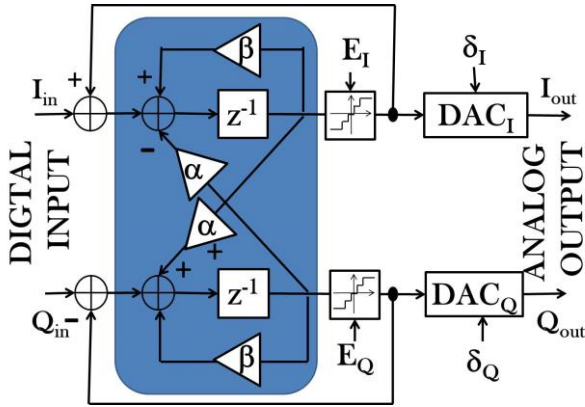 β
E_I
δ_I
+
+
I_in
z⁻¹
DAC_I
I_out
-
α
DIGTAL INPUT
ANALOG OUTPUT
α
+
+
z⁻¹
DAC_Q
Q_in
-
Q_out
β
E_Q
δ_Q